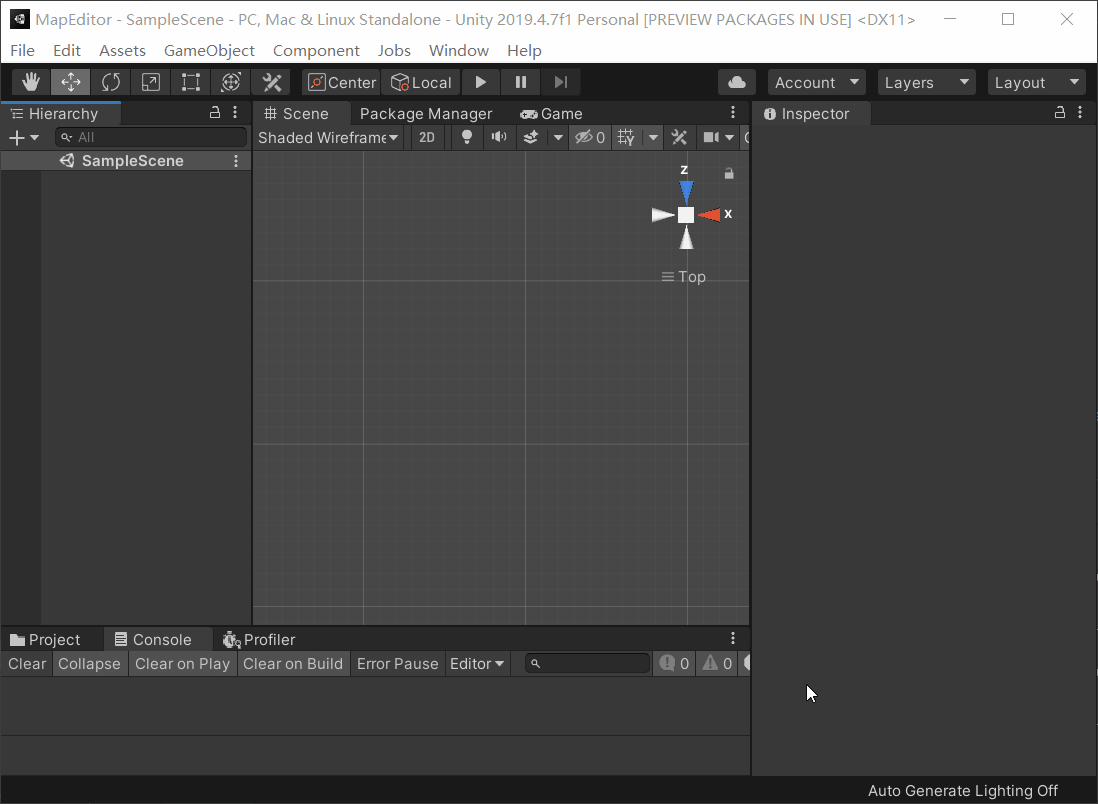 MapEditor - SampleScene - PC, Mac & Linux Standalone - Unity 2019.4.7f1 Personal [PREVIEW PACKAGES IN USE] <DX11>
File Edit Assets GameObject Component Jobs Window Help
Center Local Account Layers Layout
Hierarchy Scene Package Manager Game Inspector
All Shaded Wireframe 2D 0
SampleScene
z
x
Top
Project Console Profiler
Clear Collapse Clear on Play Clear on Build Error Pause Editor 0 0
Auto Generate Lighting Off